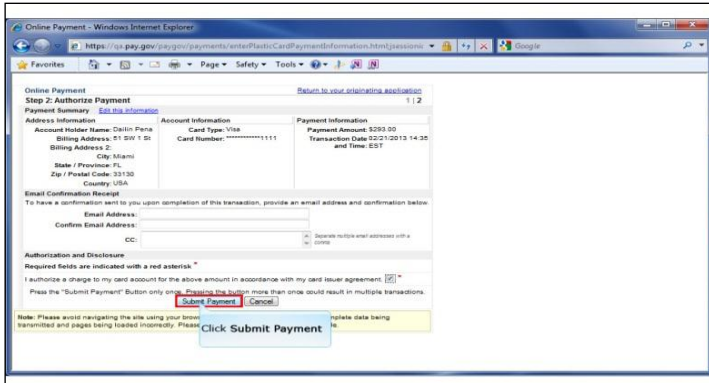 Online Payment - Windows Internet Explorer
https://qa.pay.gov/paygov/payments/enterPlasticCardPaymentInformation.html;jsessionic
Google
Favorites
Page Safety Tools
Online Payment Return to your originating application
Step 2: Authorize Payment 1 | 2
Payment Summary Edit this information
Address Information Account Information Payment Information
Account Holder Name: Dailin Pena Card Type: Visa Payment Amount: $293.00
Billing Address: 51 SW 1 St Card Number: ************1111 Transaction Date 02/21/2013 14:35
Billing Address 2: and Time: EST
City: Miami
State / Province: FL
Zip / Postal Code: 33130
Country: USA
Email Confirmation Receipt
To have a confirmation sent to you upon completion of this transaction, provide an email address and confirmation below.
Email Address:
Confirm Email Address:
CC: Separate multiple email addresses with a
comma
Authorization and Disclosure
Required fields are indicated with a red asterisk *
I authorize a charge to my card account for the above amount in accordance with my card issuer agreement. *
Press the "Submit Payment" Button only once. Pressing the button more than once could result in multiple transactions.
Submit Payment Cancel
Note: Please avoid navigating the site using your brow mplete data being
transmitted and pages being loaded incorrectly. Pleas le.
Click Submit Payment